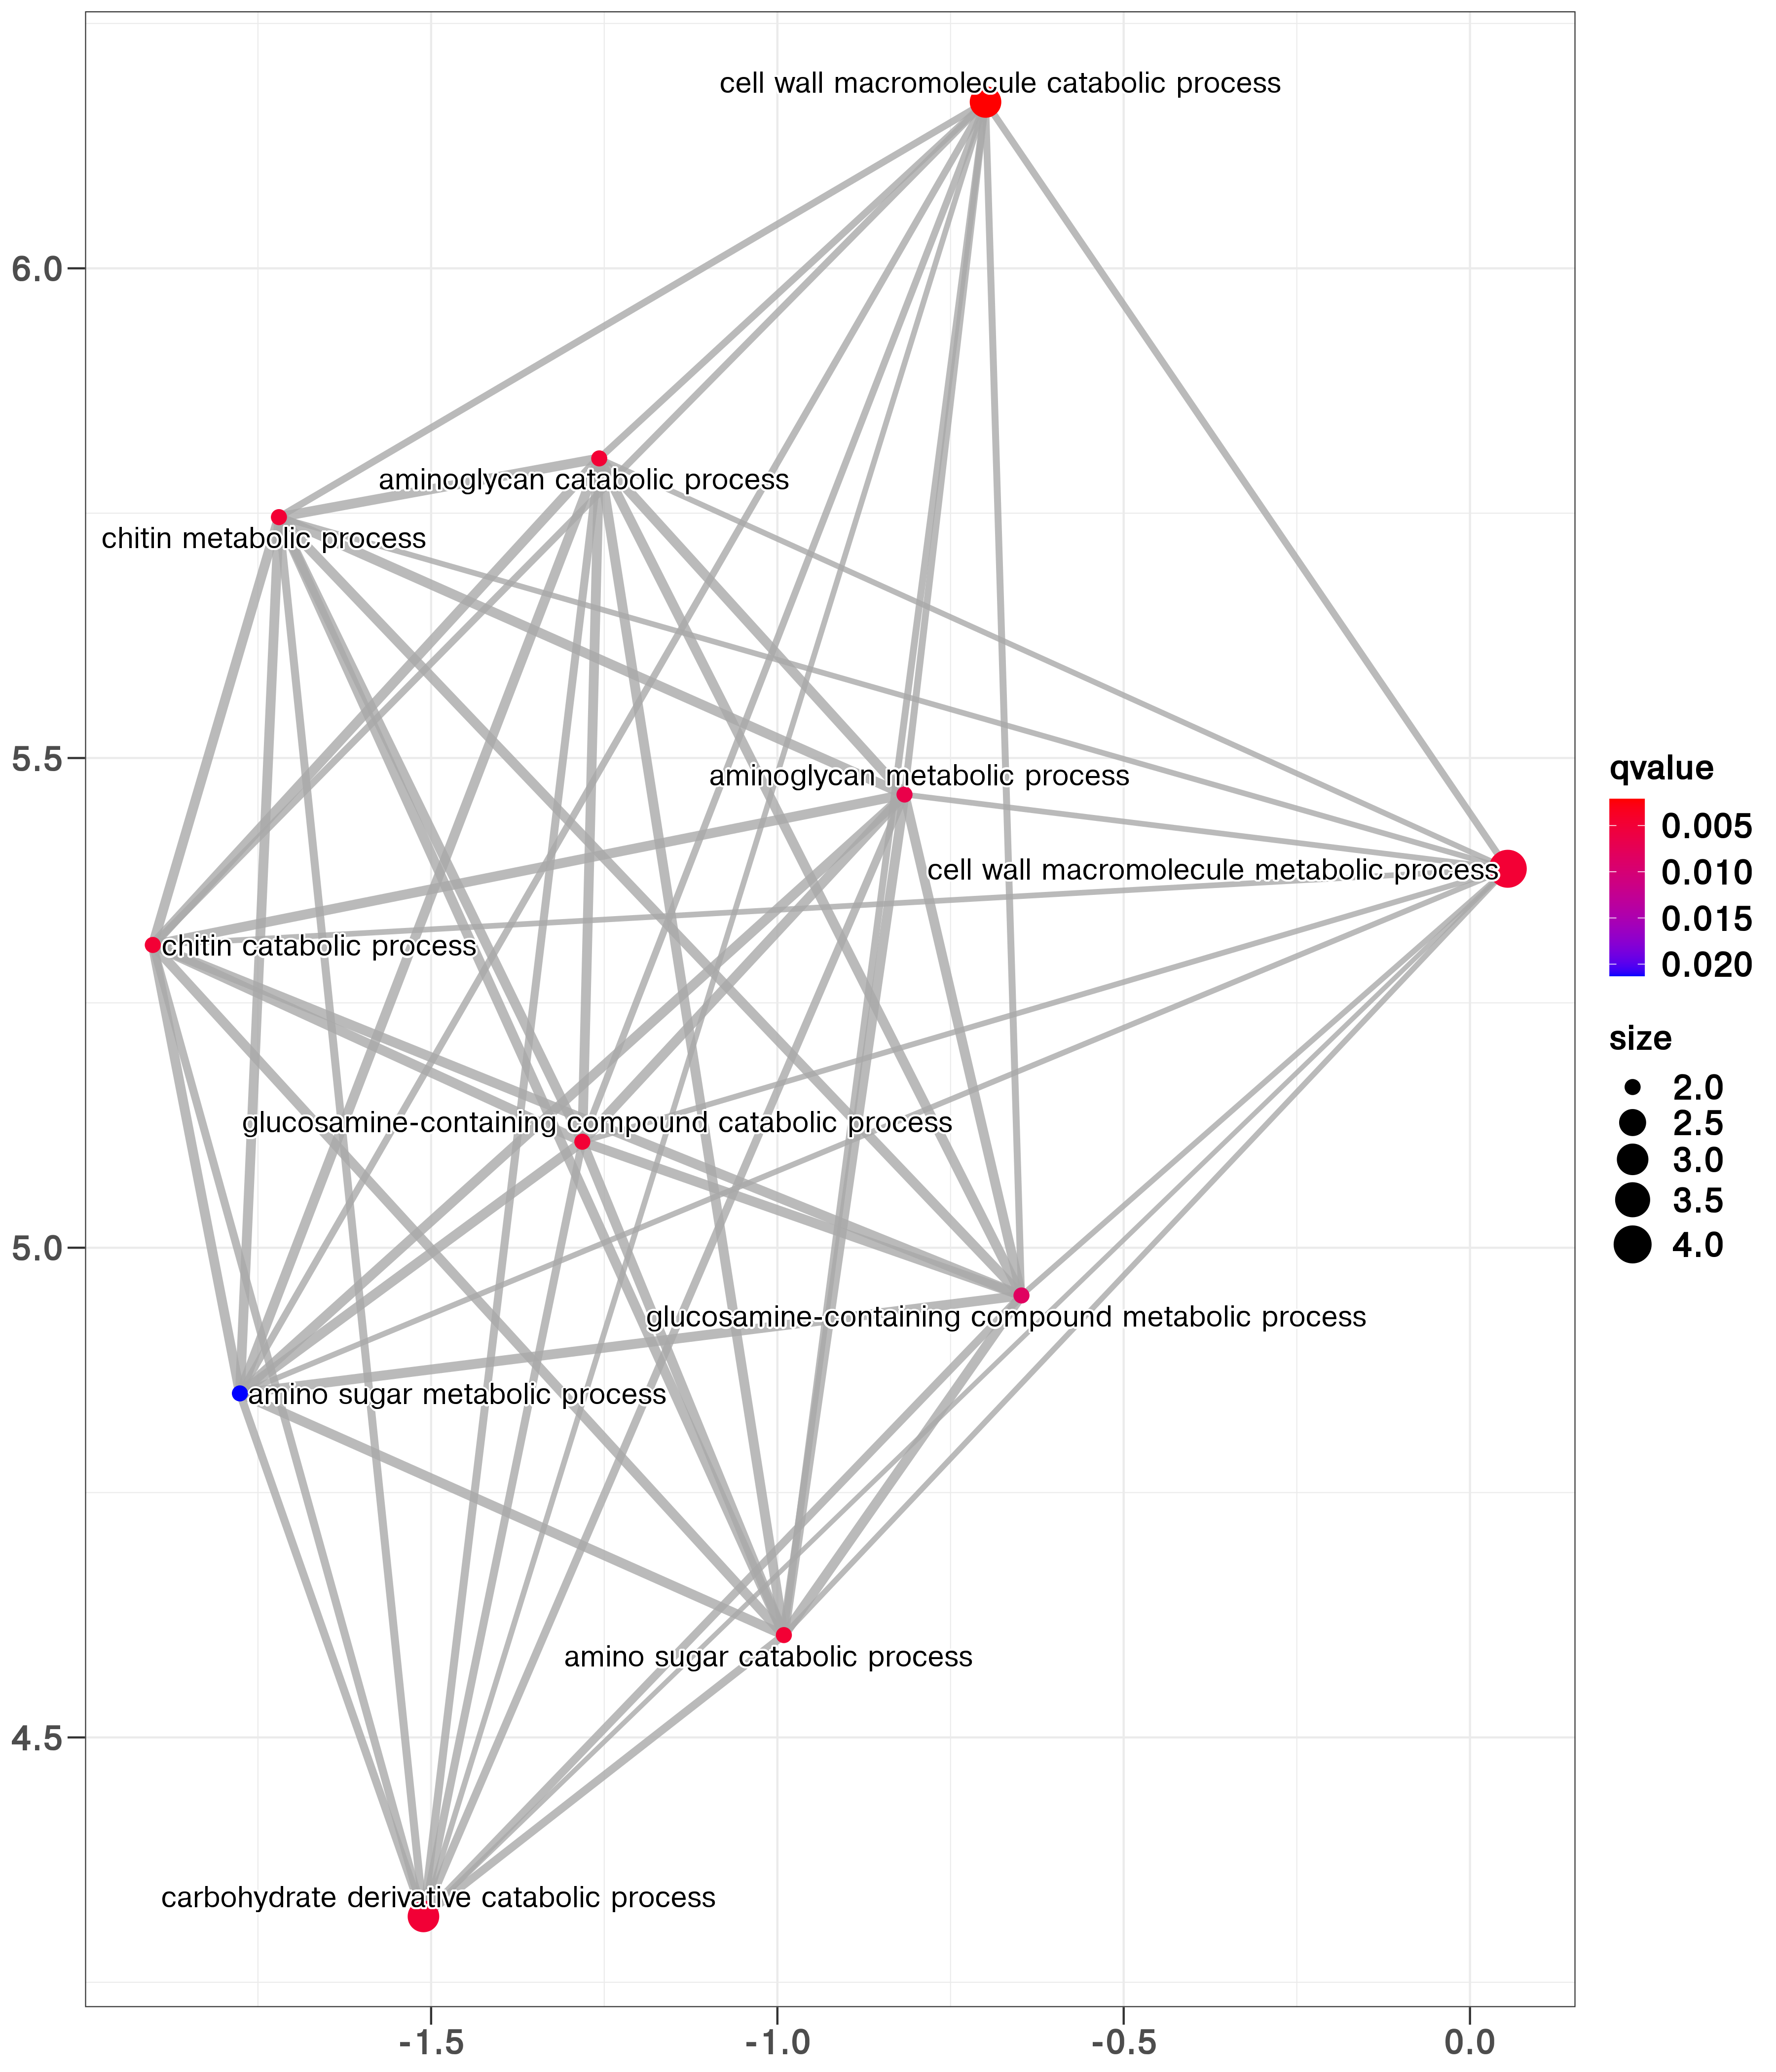 cell wall macromolecule catabolic process
6.0
aminoglycan catabolic process
chitin metabolic process
5.5
aminoglycan metabolic process
cell wall macromolecule metabolic process
chitin catabolic process
glucosamine-containing compound catabolic process
5.0
glucosamine-containing compound metabolic process
amino sugar metabolic process
amino sugar catabolic process
4.5
carbohydrate derivative catabolic process
-1.5
-1.0
-0.5
0.0
qvalue
0.005
0.010
0.015
0.020
size
2.0
2.5
3.0
3.5
4.0